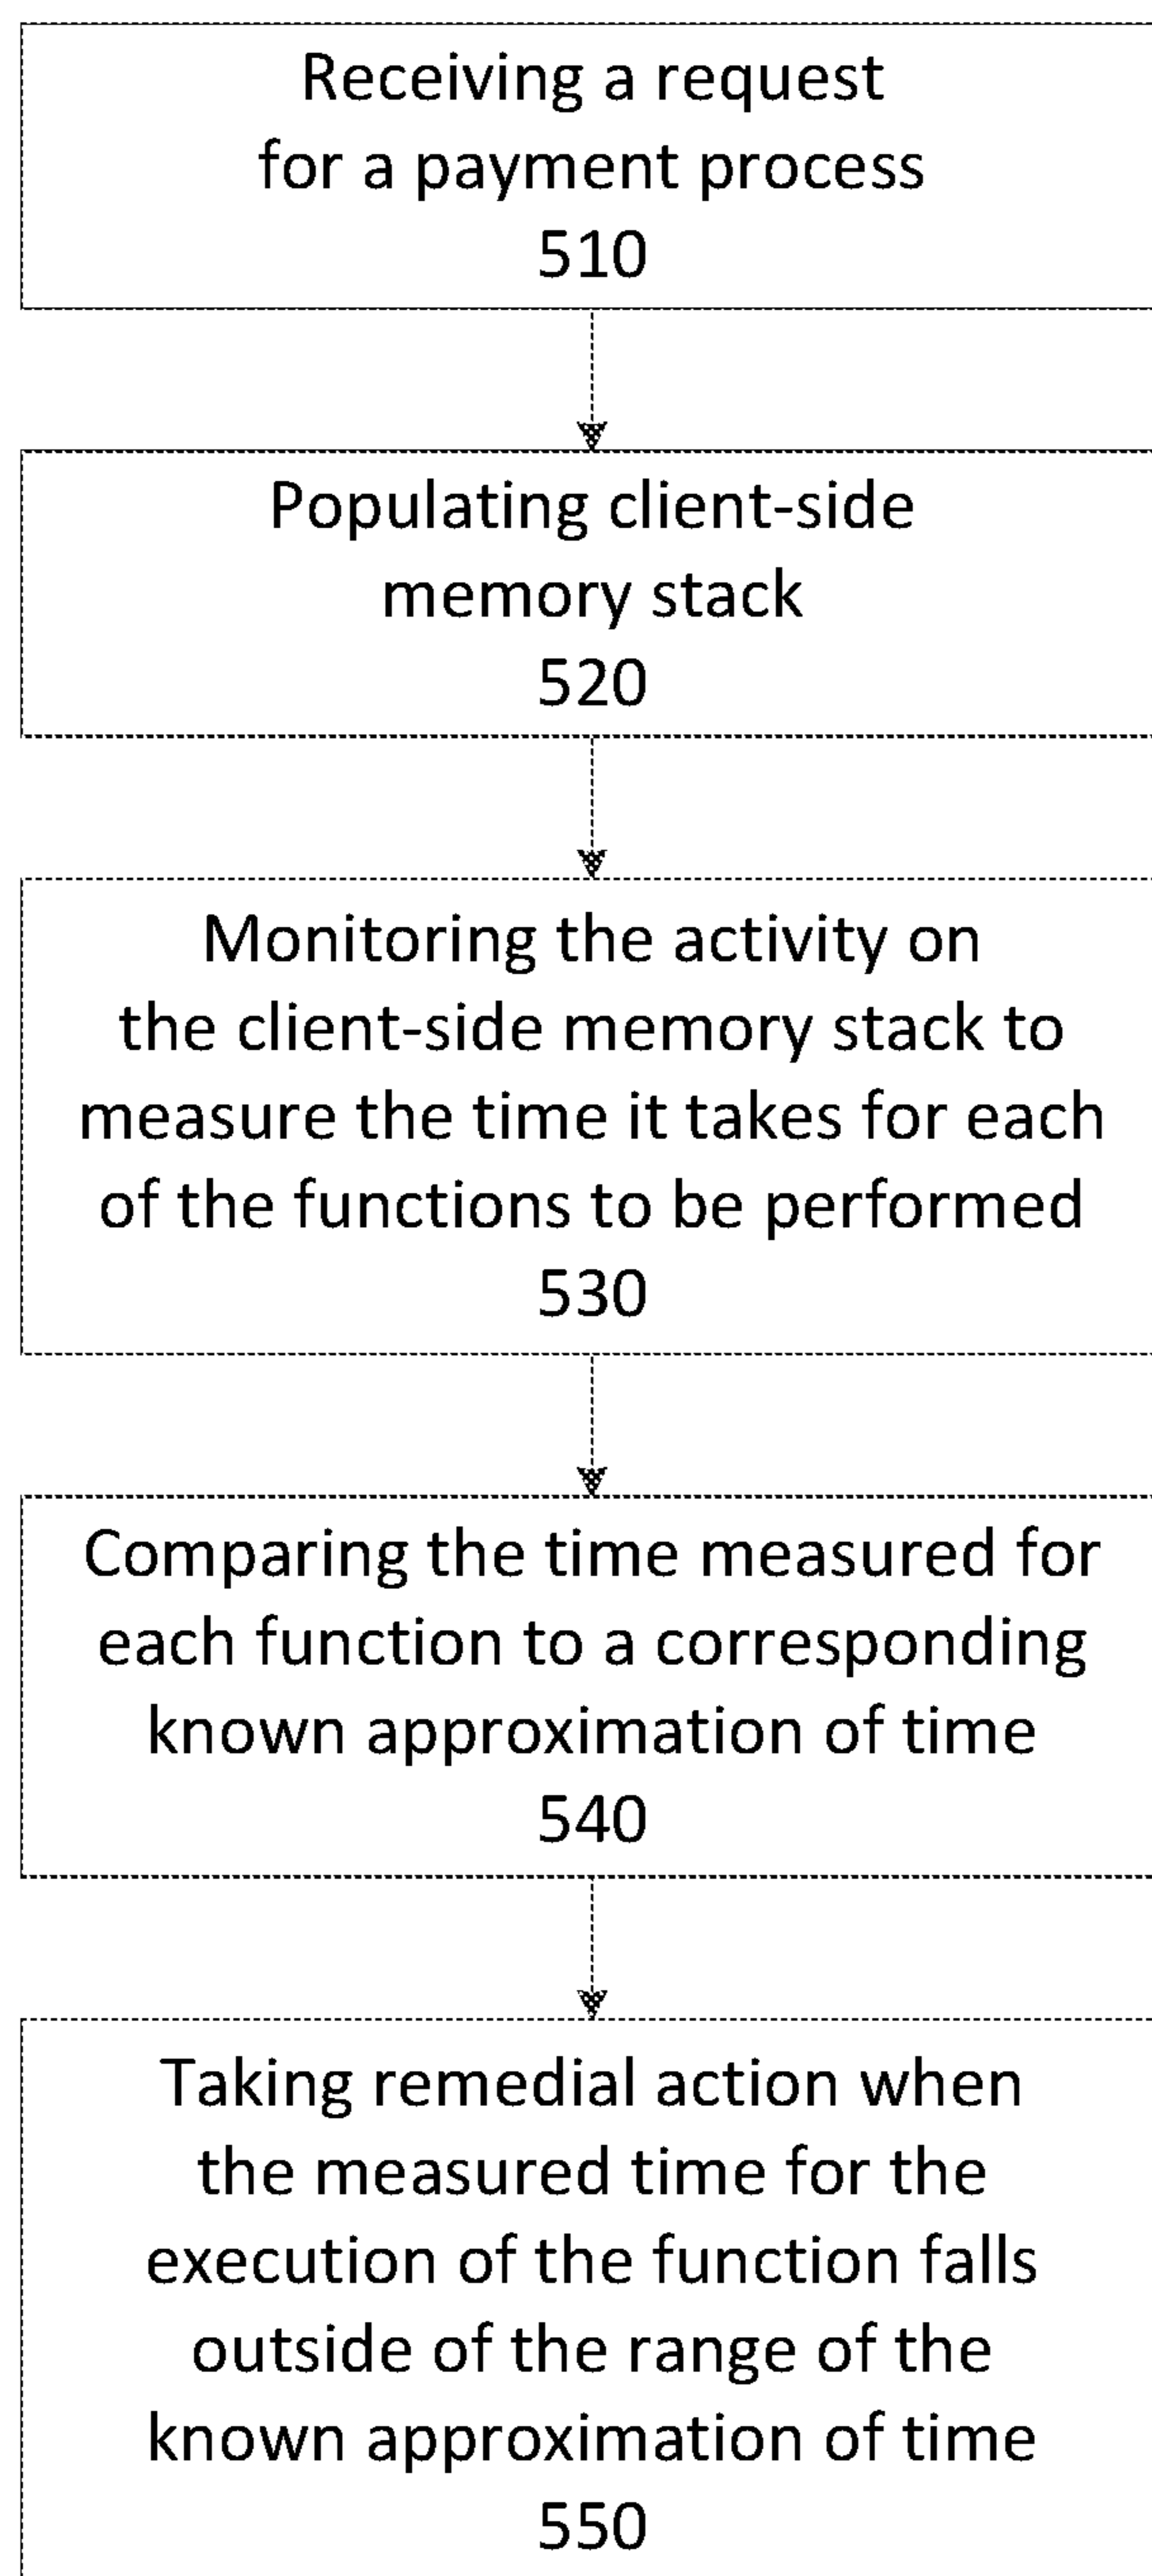 Receiving a request
for a payment process
510
Populating client-side
memory stack
520
Monitoring the activity on
the client-side memory stack to
measure the time it takes for each
of the functions to be performed
530
Comparing the time measured for
each function to a corresponding
known approximation of time
540
Taking remedial action when
the measured time for the
execution of the function falls
outside of the range of the
known approximation of time
550